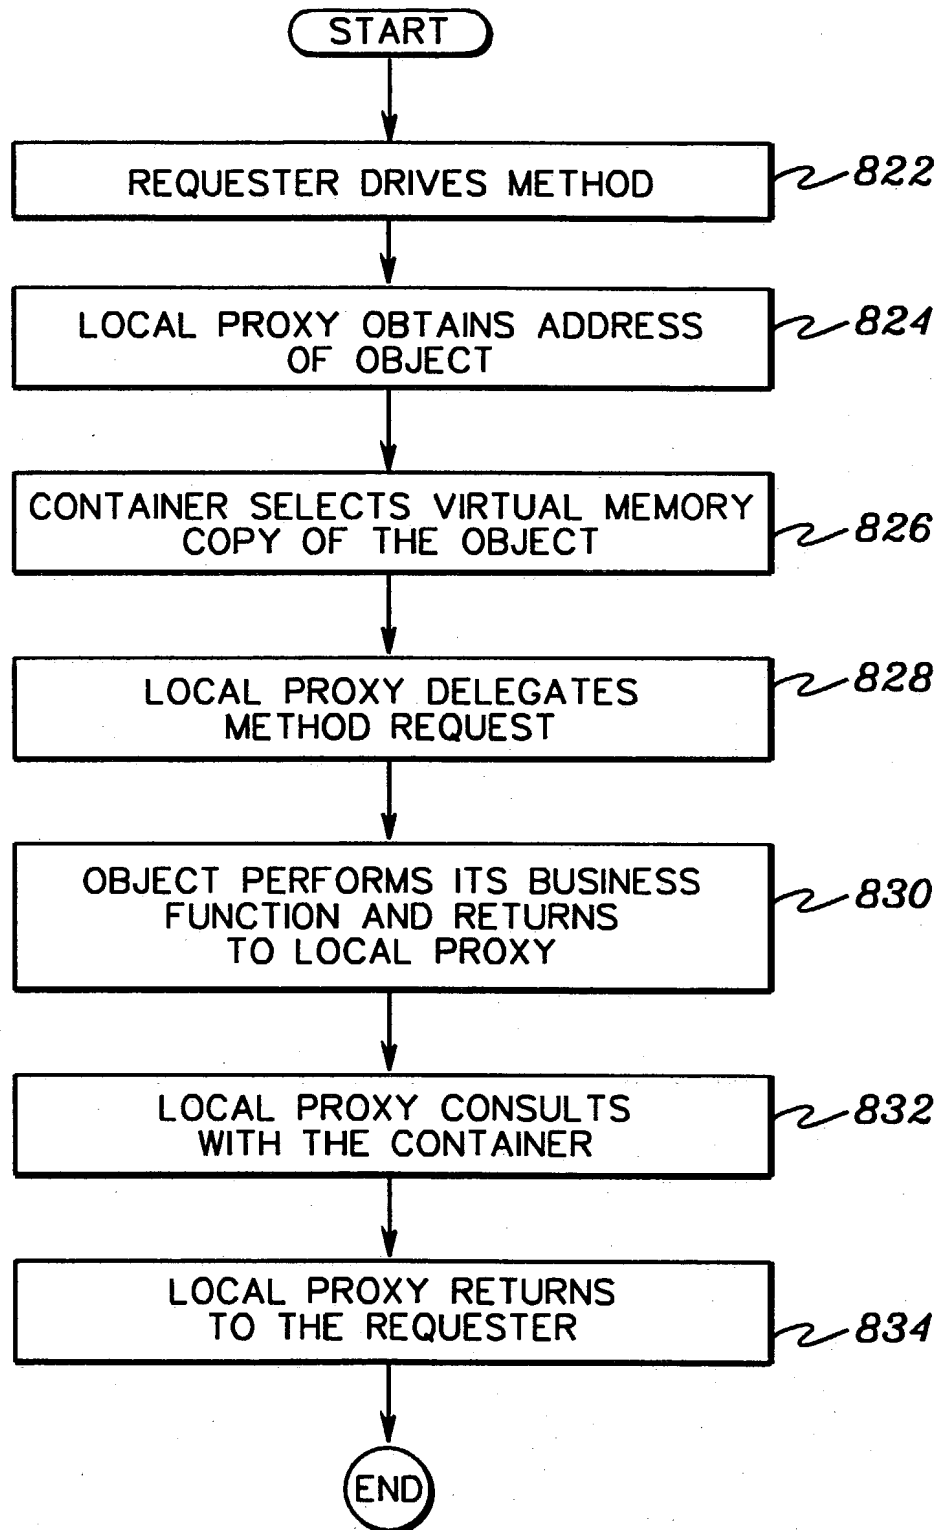 START
REQUESTER DRIVES METHOD
822
LOCAL PROXY OBTAINS ADDRESS
OF OBJECT
824
CONTAINER SELECTS VIRTUAL MEMORY
COPY OF THE OBJECT
826
LOCAL PROXY DELEGATES
METHOD REQUEST
828
OBJECT PERFORMS ITS BUSINESS
FUNCTION AND RETURNS
TO LOCAL PROXY
830
LOCAL PROXY CONSULTS
WITH THE CONTAINER
832
LOCAL PROXY RETURNS
TO THE REQUESTER
834
END